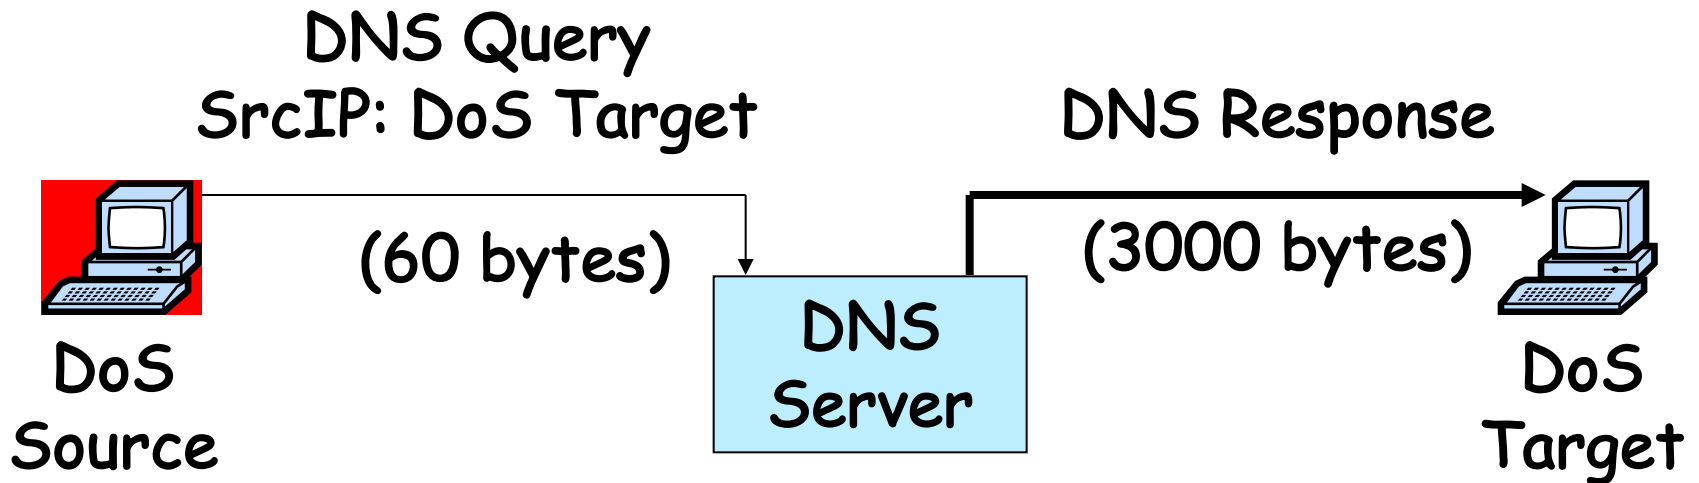 DNS Query
SrcIP: DoS Target
(60 bytes)
DNS Response
(3000 bytes)
DoS
Source
DNS
Server
DoS
Target